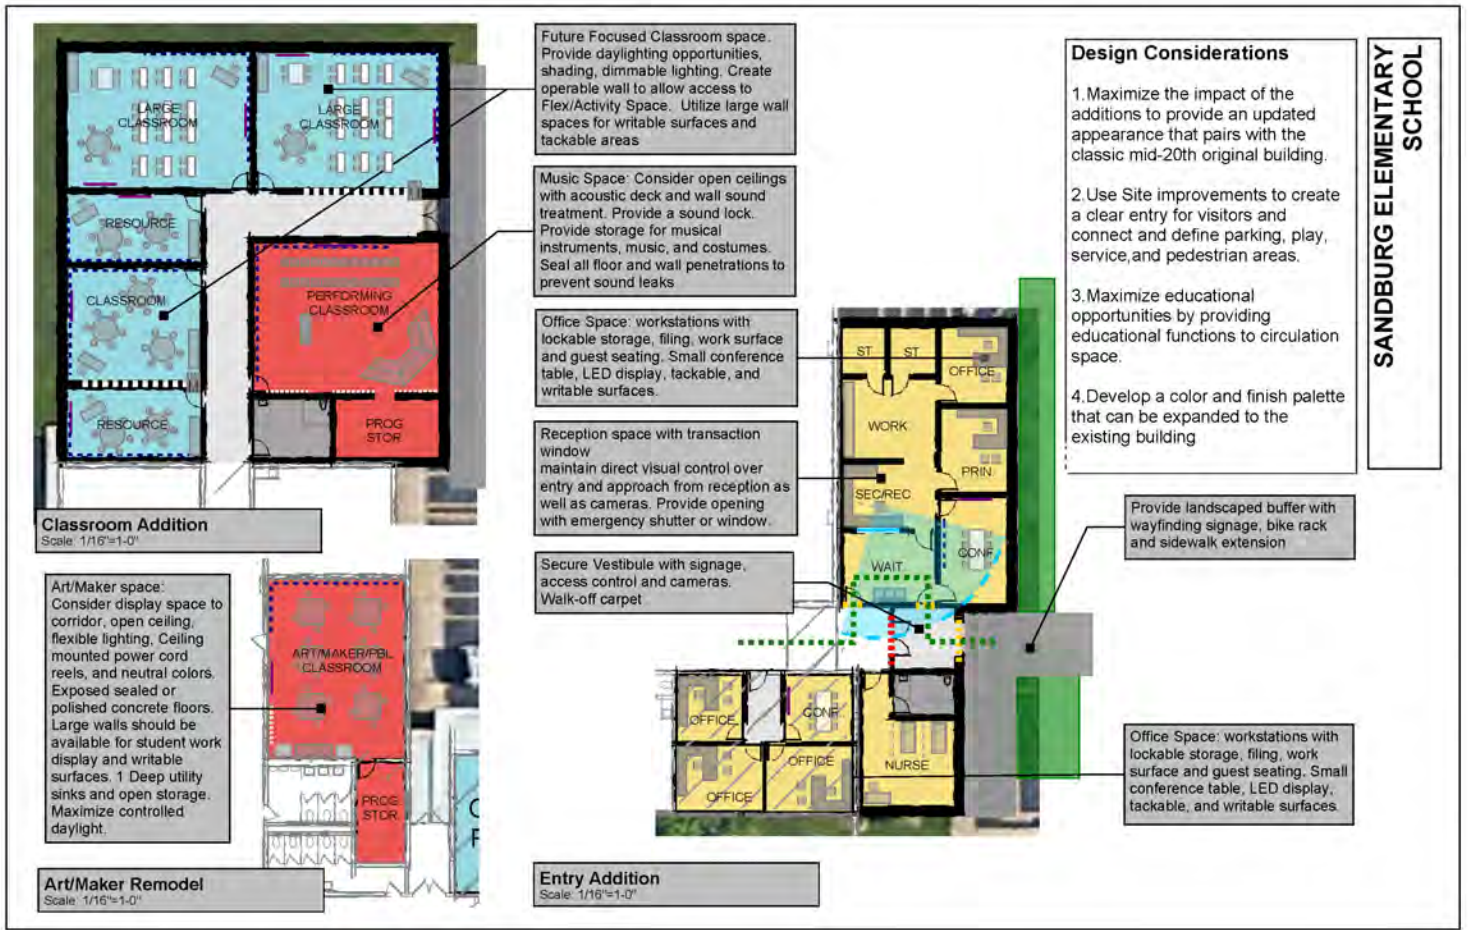 Future Focused Classroom space.
Provide daylighting opportunities,
shading, dimmable lighting. Create
operable wall to allow access to
Flex/Activity Space. Utilize large wall
spaces for writable surfaces and
tackable areas
Music Space: Consider open ceilings
with acoustic deck and wall sound
treatment. Provide a sound lock.
Provide storage for musical
instruments, music, and costumes.
Seal all floor and wall penetrations to
prevent sound leaks
Office Space: workstations with
lockable storage, filing, work surface
and guest seating. Small conference
table, LED display, tackable, and
writable surfaces.
Reception space with transaction
window
maintain direct visual control over
entry and approach from reception as
well as cameras. Provide opening
with emergency shutter or window.
Secure Vestibule with signage,
access control and cameras.
Walk-off carpet
LARGE
CLASSROOM
LARGE
CLASSROOM
RESOURCE
CLASSROOM
RESOURCE
PERFORMING
CLASSROOM
PROG
STOR
Classroom Addition
Scale: 1/16"=1-0"
Art/Maker space:
Consider display space to
corridor, open ceiling,
flexible lighting, Ceiling
mounted power cord
reels, and neutral colors.
Exposed sealed or
polished concrete floors.
Large walls should be
available for student work
display and writable
surfaces. 1 Deep utility
sinks and open storage.
Maximize controlled
daylight.
ART/MAKER/PBL
CLASSROOM
PROG
STOR
Art/Maker Remodel
Scale: 1/16"=1-0"
ST
ST
OFFICE
WORK
PRIN
SEC/REC
CONF
WAIT
OFFICE
CONF
OFFICE
OFFICE
NURSE
Entry Addition
Scale: 1/16"=1-0"
Design Considerations
1.Maximize the impact of the
additions to provide an updated
appearance that pairs with the
classic mid-20th original building.
2.Use Site improvements to create
a clear entry for visitors and
connect and define parking, play,
service,and pedestrian areas.
3.Maximize educational
opportunities by providing
educational functions to circulation
space.
4.Develop a color and finish palette
that can be expanded to the
existing building
SANDBURG ELEMENTARY
SCHOOL
Provide landscaped buffer with
wayfinding signage, bike rack
and sidewalk extension
Office Space: workstations with
lockable storage, filing, work
surface and guest seating. Small
conference table, LED display,
tackable, and writable surfaces.